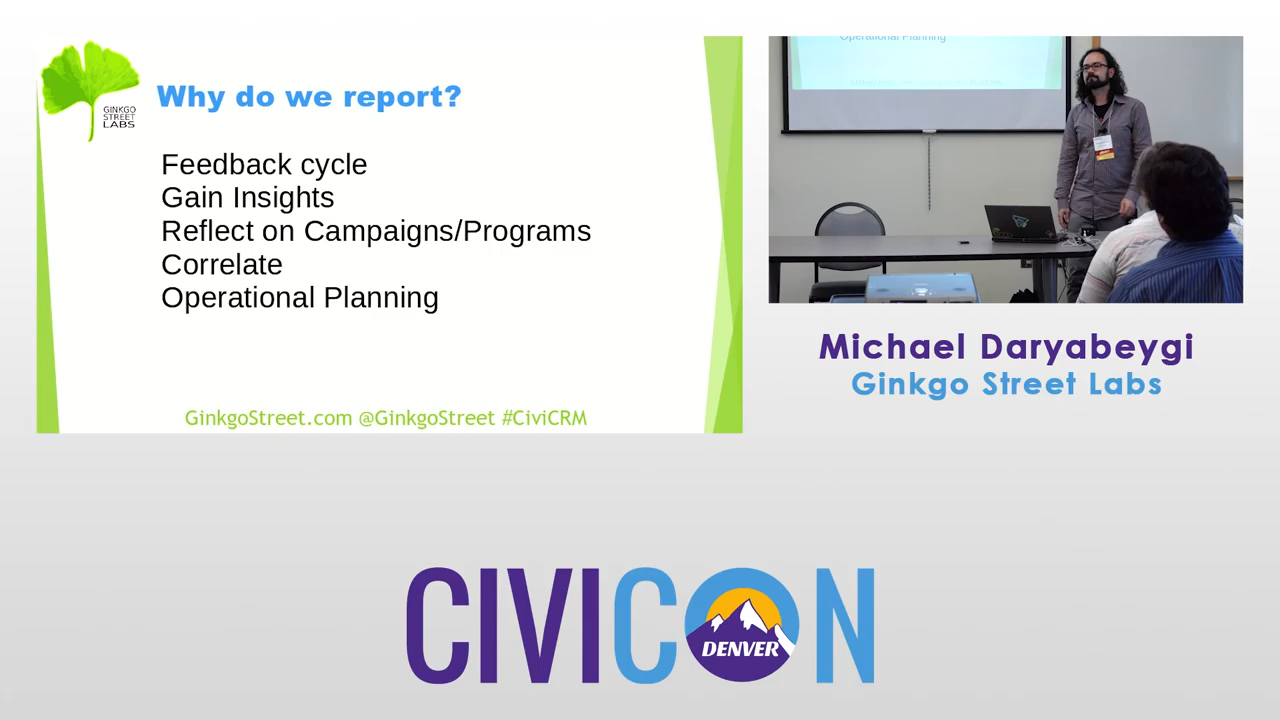 GINKGO
STREET
LABS
Why do we report?
Feedback cycle
Gain Insights
Reflect on Campaigns/Programs
Correlate
Operational Planning
GinkgoStreet.com @GinkgoStreet #CiviCRM
Operational Planning
Michael Daryabeygi
Ginkgo Street Labs
CIVICON
DENVER